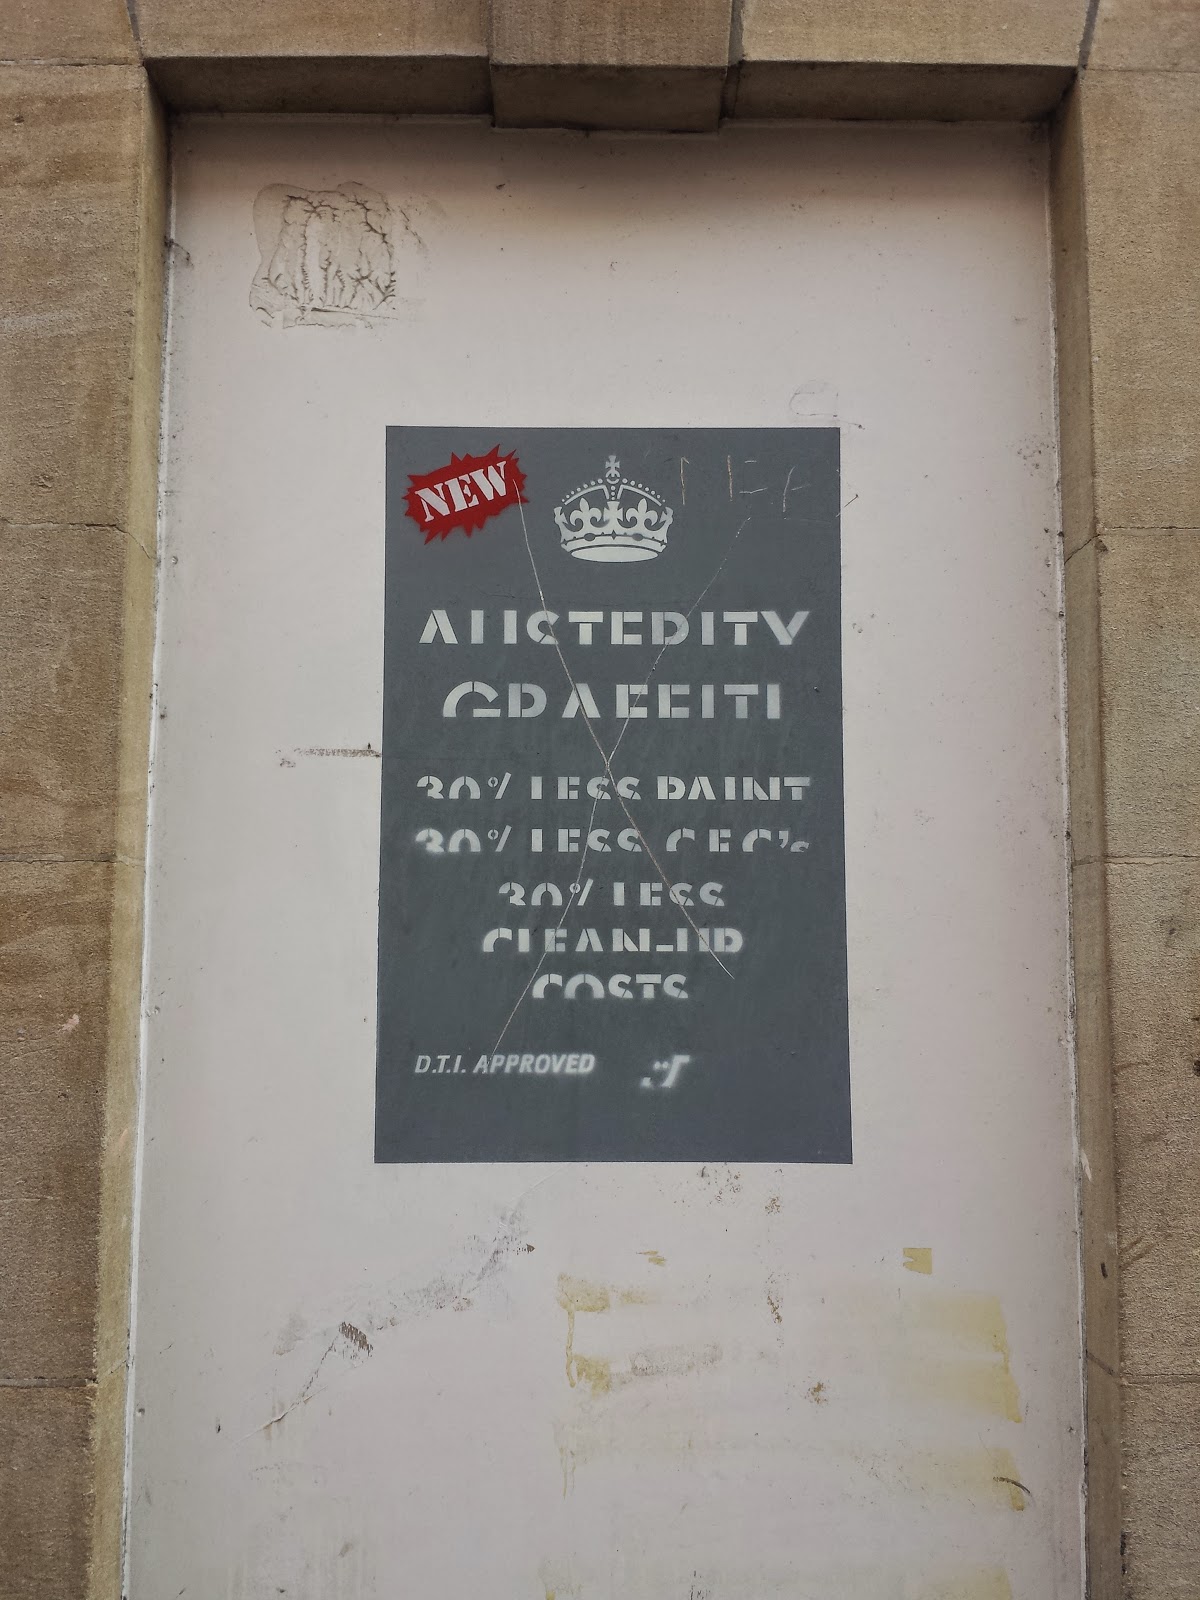 NEW
AUSTERITY
GRAFFITI
30% LESS PAINT
30% LESS CFC's
30% LESS
CLEAN-UP
COSTS
D.T.I. APPROVED